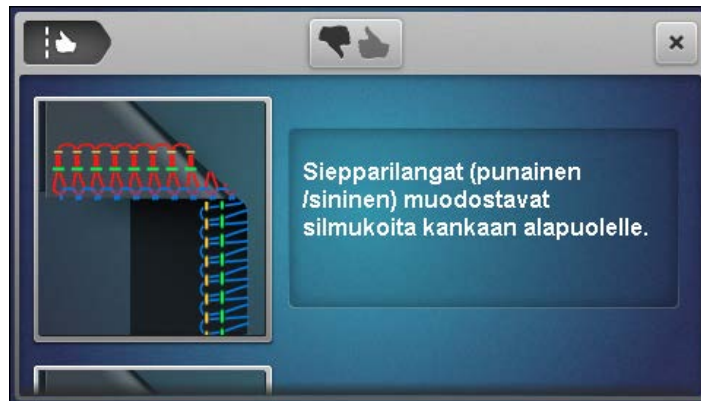 Siepparilangat (punainen
/sininen) muodostavat
silmukoita kankaan alapuolelle.